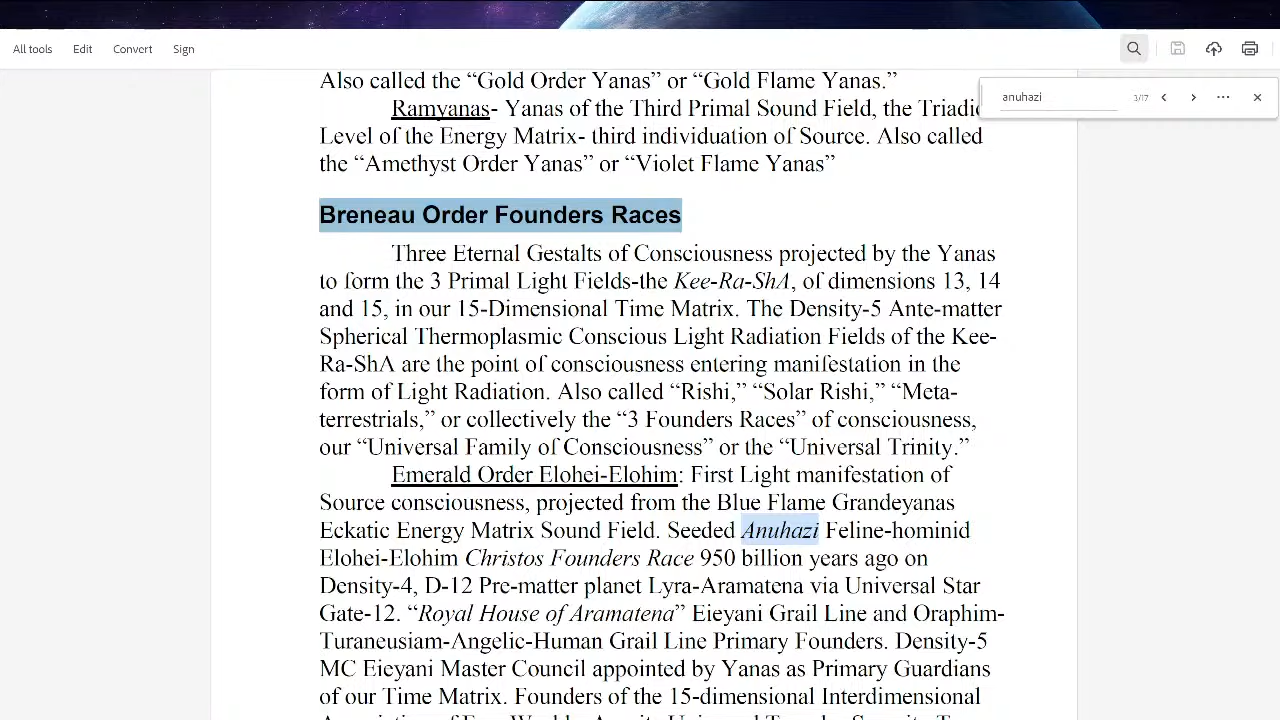 All tools Edit Convert Sign
anuhazi 3/17
Also called the “Gold Order Yanas” or “Gold Flame Yanas.”
Ramyanas- Yanas of the Third Primal Sound Field, the Triadic
Level of the Energy Matrix- third individuation of Source. Also called
the “Amethyst Order Yanas” or “Violet Flame Yanas”
Breneau Order Founders Races
Three Eternal Gestalts of Consciousness projected by the Yanas
to form the 3 Primal Light Fields-the Kee-Ra-ShA, of dimensions 13, 14
and 15, in our 15-Dimensional Time Matrix. The Density-5 Ante-matter
Spherical Thermoplasmic Conscious Light Radiation Fields of the Kee-
Ra-ShA are the point of consciousness entering manifestation in the
form of Light Radiation. Also called “Rishi,” “Solar Rishi,” “Meta-
terrestrials,” or collectively the “3 Founders Races” of consciousness,
our “Universal Family of Consciousness” or the “Universal Trinity.”
Emerald Order Elohei-Elohim: First Light manifestation of
Source consciousness, projected from the Blue Flame Grandeyanas
Eckatic Energy Matrix Sound Field. Seeded Anuhazi Feline-hominid
Elohei-Elohim Christos Founders Race 950 billion years ago on
Density-4, D-12 Pre-matter planet Lyra-Aramatena via Universal Star
Gate-12. “Royal House of Aramatena” Eieyani Grail Line and Oraphim-
Turaneusiam-Angelic-Human Grail Line Primary Founders. Density-5
MC Eieyani Master Council appointed by Yanas as Primary Guardians
of our Time Matrix. Founders of the 15-dimensional Interdimensional